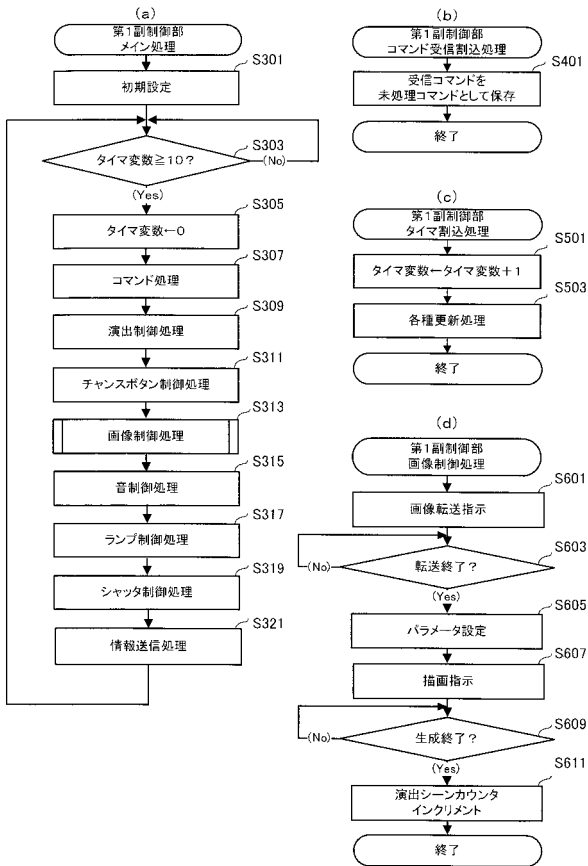 (a)
第1副制御部
メイン処理
S301
初期設定
S303
タイマ変数≧10?
(No)
(Yes)
S305
タイマ変数←0
S307
コマンド処理
S309
演出制御処理
S311
チャンスボタン制御処理
S313
画像制御処理
S315
音制御処理
S317
ランプ制御処理
S319
シャッタ制御処理
S321
情報送信処理
(b)
第1副制御部
コマンド受信割込処理
S401
受信コマンドを
未処理コマンドとして保存
終了
(c)
第1副制御部
タイマ割込処理
S501
タイマ変数←タイマ変数+1
S503
各種更新処理
終了
(d)
第1副制御部
画像制御処理
S601
画像転送指示
S603
転送終了?
(No)
(Yes)
S605
パラメータ設定
S607
描画指示
S609
生成終了?
(No)
(Yes)
S611
演出シーンカウンタ
インクリメント
終了